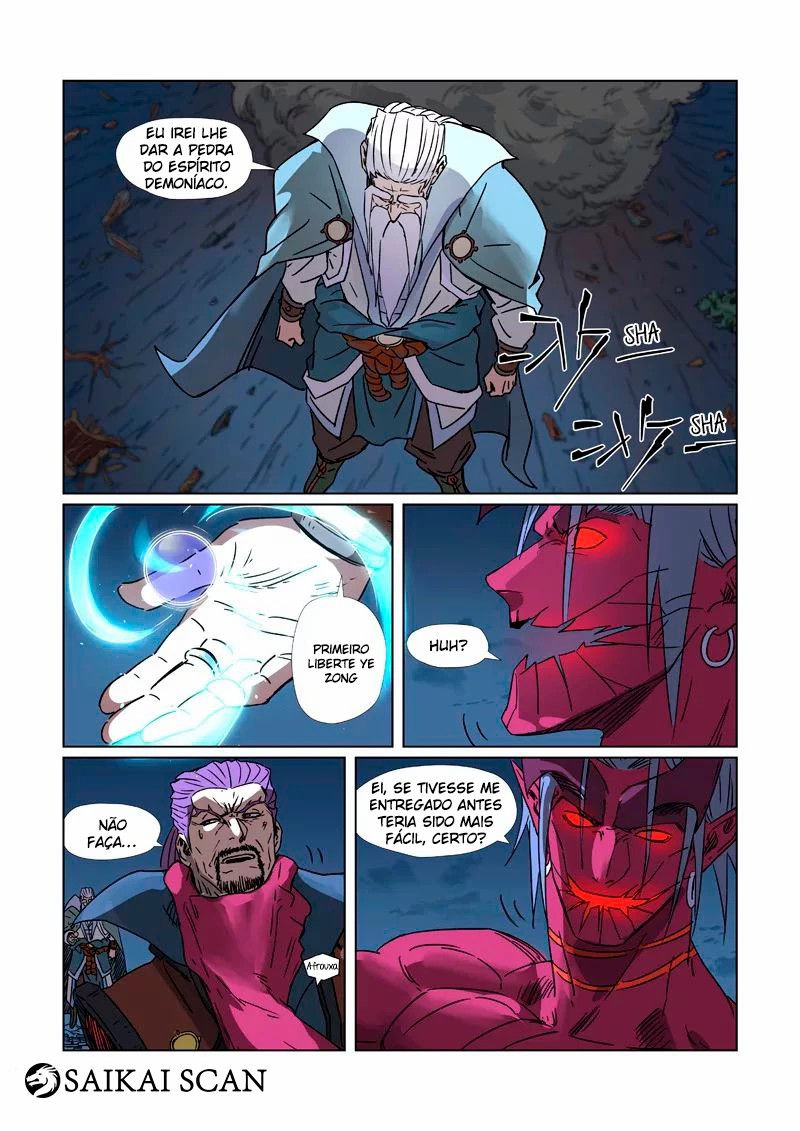 EU IREI LHE
DAR A PEDRA
DO ESPÍRITO
DEMONÍACO.
SHA
SHA
PRIMEIRO
LIBERTE YE
ZONG
HUH?
NÃO
FAÇA...
Afrouxa
EI, SE TIVESSE ME
ENTREGADO ANTES
TERIA SIDO MAIS
FÁCIL, CERTO?
SAIKAI SCAN